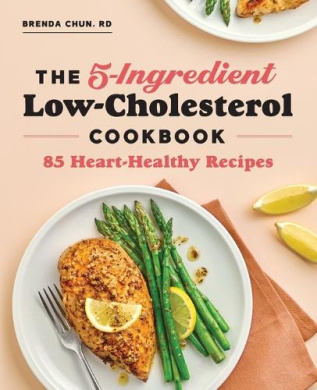 BRENDA CHUN, RD
THE 5-Ingredient
Low-Cholesterol
COOKBOOK
85 Heart-Healthy Recipes